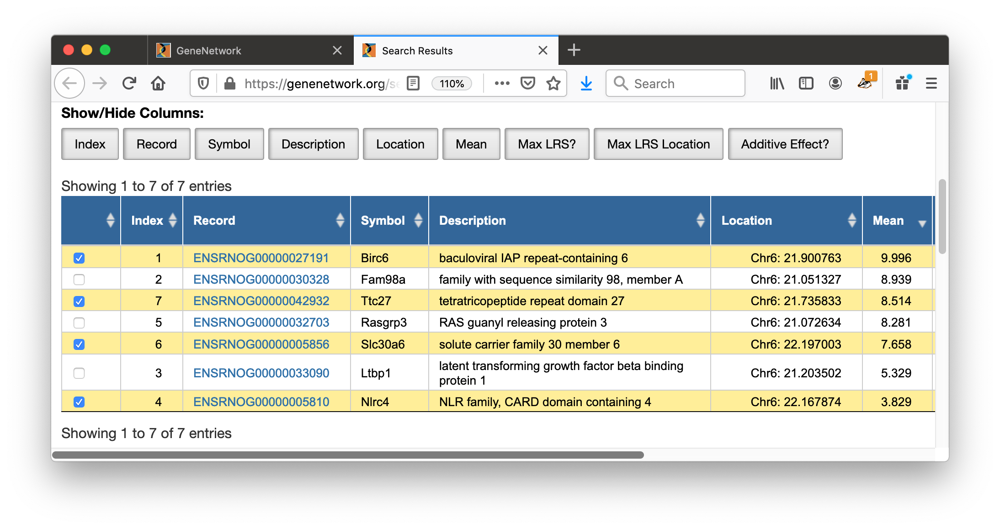 GeneNetwork
Search Results
https://genenetwork.org/se
110%
Search
1
Show/Hide Columns:
Index Record Symbol Description Location Mean Max LRS? Max LRS Location Additive Effect?
Showing 1 to 7 of 7 entries
Index Record Symbol Description Location Mean
1 ENSRNOG00000027191 Birc6 baculoviral IAP repeat-containing 6 Chr6: 21.900763 9.996
2 ENSRNOG00000030328 Fam98a family with sequence similarity 98, member A Chr6: 21.051327 8.939
7 ENSRNOG00000042932 Ttc27 tetratricopeptide repeat domain 27 Chr6: 21.735833 8.514
5 ENSRNOG00000032703 Rasgrp3 RAS guanyl releasing protein 3 Chr6: 21.072634 8.281
6 ENSRNOG00000005856 Slc30a6 solute carrier family 30 member 6 Chr6: 22.197003 7.658
3 ENSRNOG00000033090 Ltbp1 latent transforming growth factor beta binding
protein 1 Chr6: 21.203502 5.329
4 ENSRNOG00000005810 Nlrc4 NLR family, CARD domain containing 4 Chr6: 22.167874 3.829
Showing 1 to 7 of 7 entries